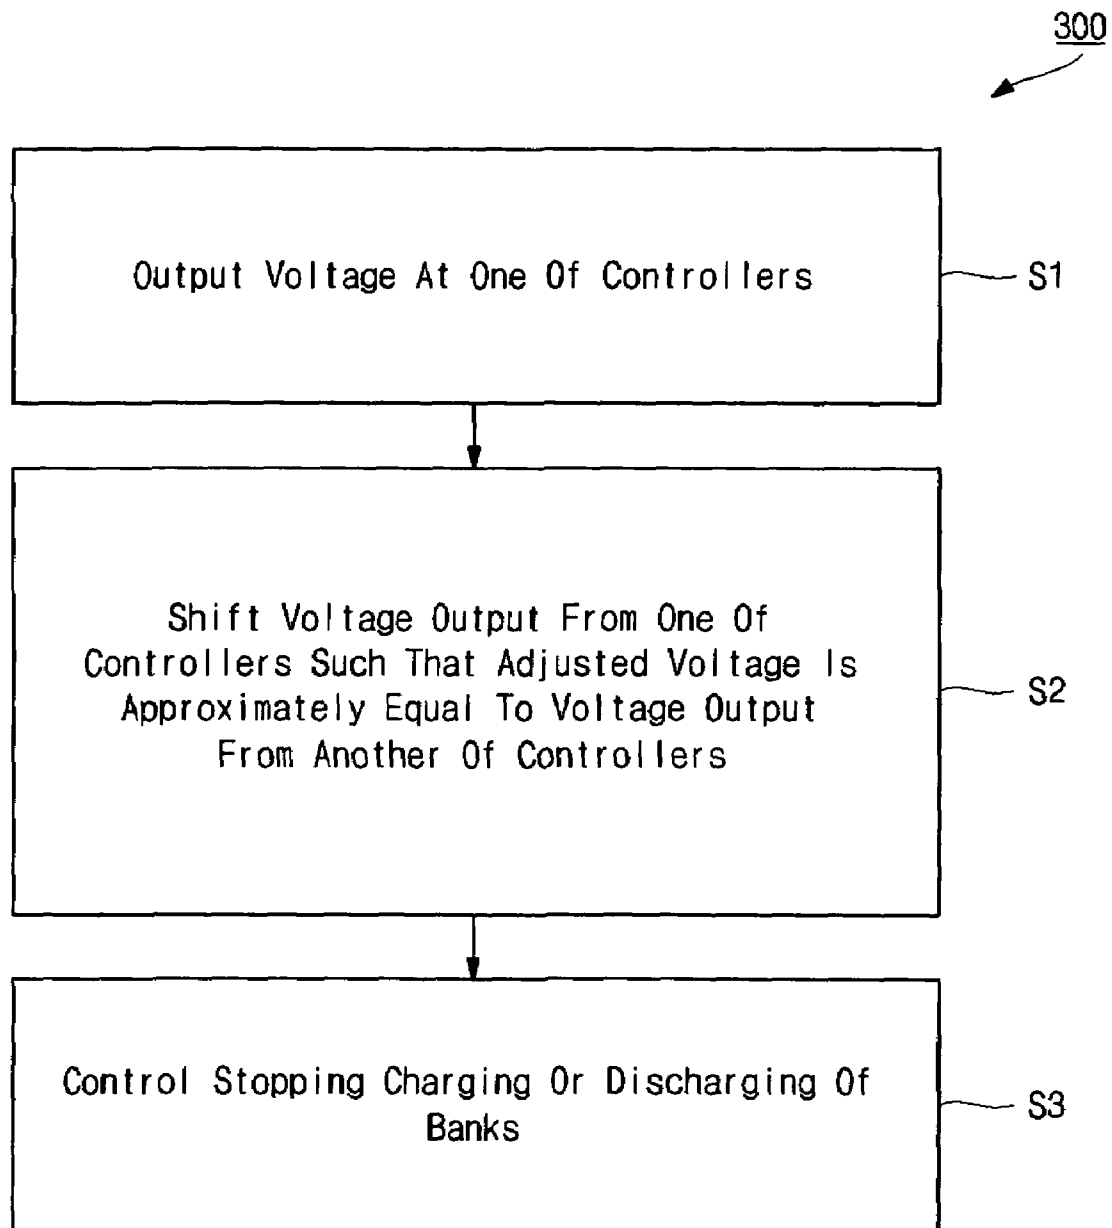 300
Output Voltage At One Of Controllers
S1
Shift Voltage Output From One Of
Controllers Such That Adjusted Voltage Is
Approximately Equal To Voltage Output
From Another Of Controllers
S2
Control Stopping Charging Or Discharging Of
Banks
S3